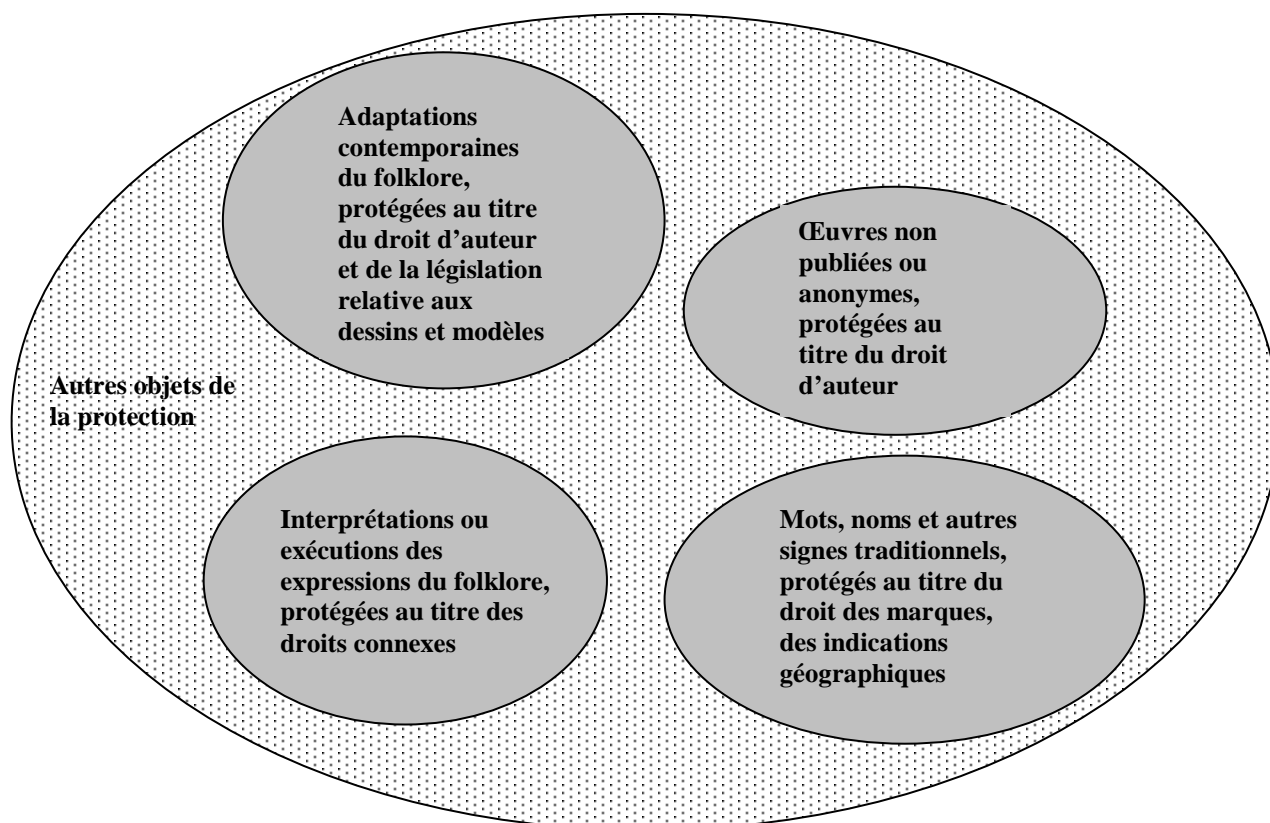 Adaptations
contemporaines
du folklore,
protégées au titre
du droit d’auteur
et de la législation
relative aux
dessins et modèles
Œuvres non
publiées ou
anonymes,
protégées au
titre du droit
d’auteur
Autres objets de
la protection
Interprétations ou
exécutions des
expressions du folklore,
protégées au titre des
droits connexes
Mots, noms et autres
signes traditionnels,
protégés au titre du
droit des marques,
des indications
géographiques